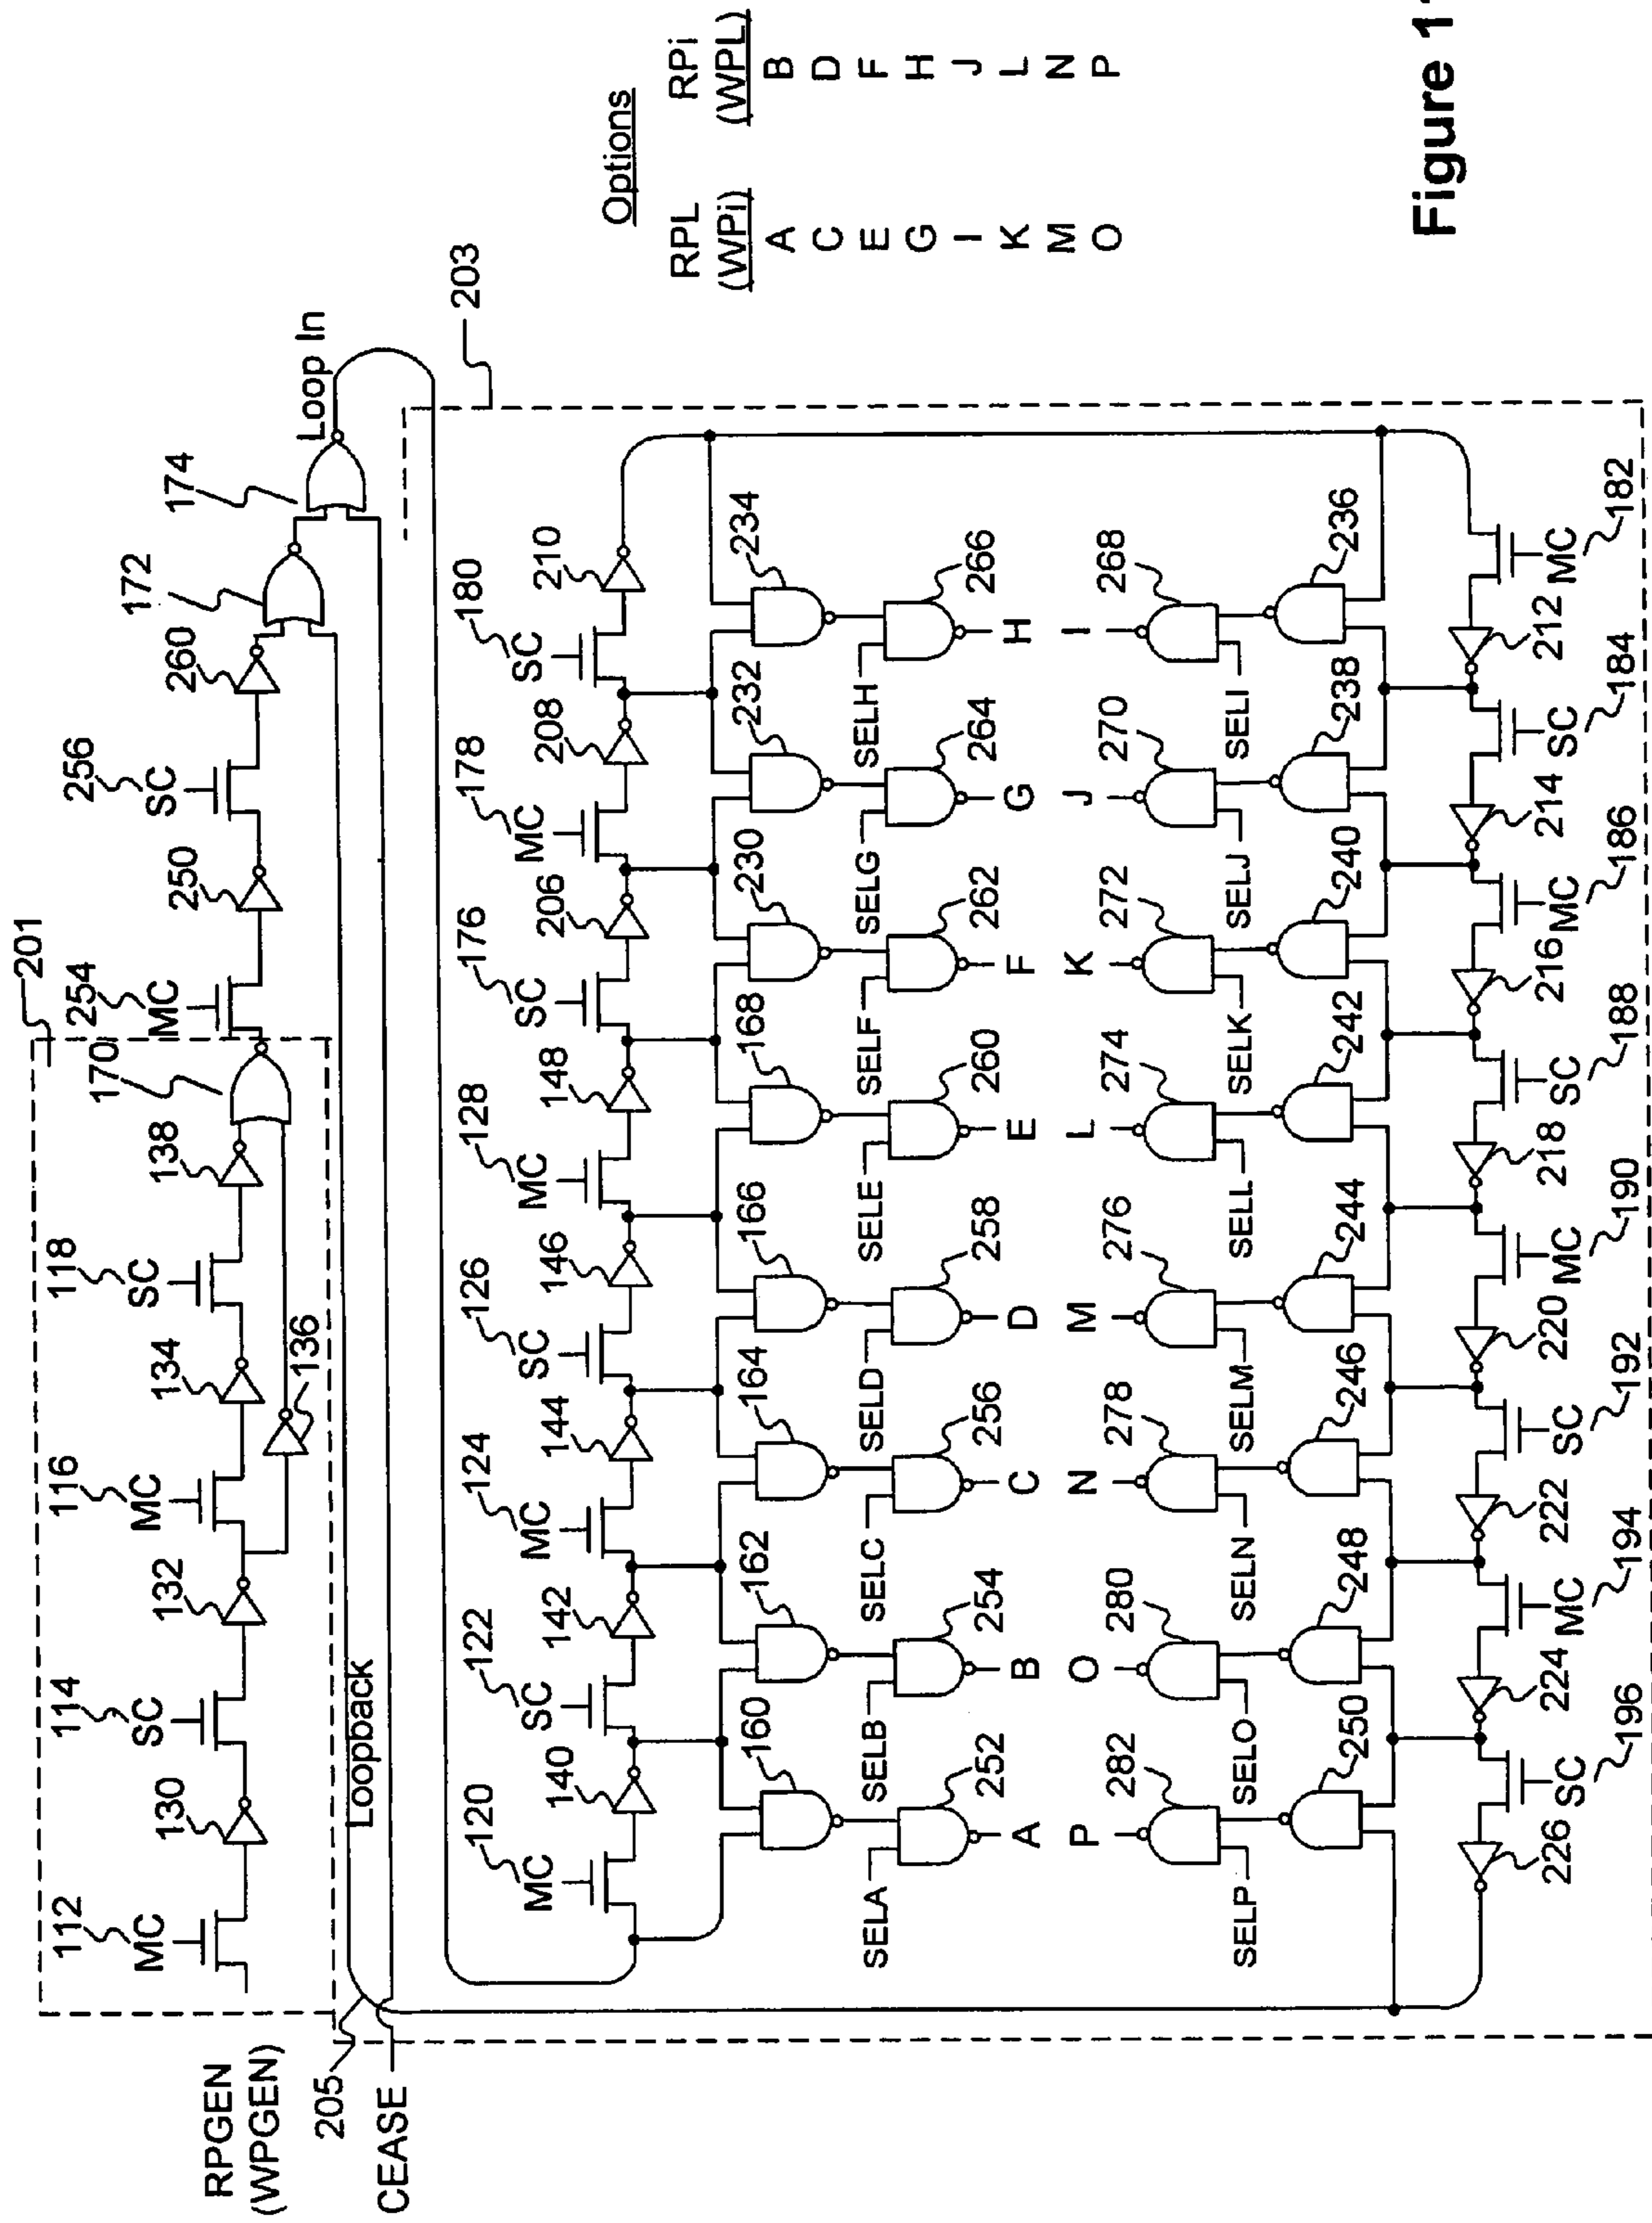 201
112 114 116 118 170 254 256
MC SC MC SC MC SC
130 132 134 138 250 260 172 174
136
RPGEN
(WPGEN)
205
Loopback
Loop In
CEASE
203
120 122 124 126 128 176 178 180
MC SC MC SC MC SC MC SC
140 142 144 146 148 206 208 210
160 162 164 166 168 230 232 234
SELA SELB SELC SELD SELE SELF SELG SELH
252 254 256 258 260 262 264 266
A B C D E F G H
P O N M L K J I
282 280 278 276 274 272 270 268
SELP SELO SELN SELM SELL SELK SELJ SELI
250 248 246 244 242 240 238 236
226 224 222 220 218 216 214 212
SC MC SC MC SC MC SC MC
196 194 192 190 188 186 184 182
Options
RPL RPi
(WPi) (WPL)
A B
C D
E F
G H
I J
K L
M N
O P
Figure 11